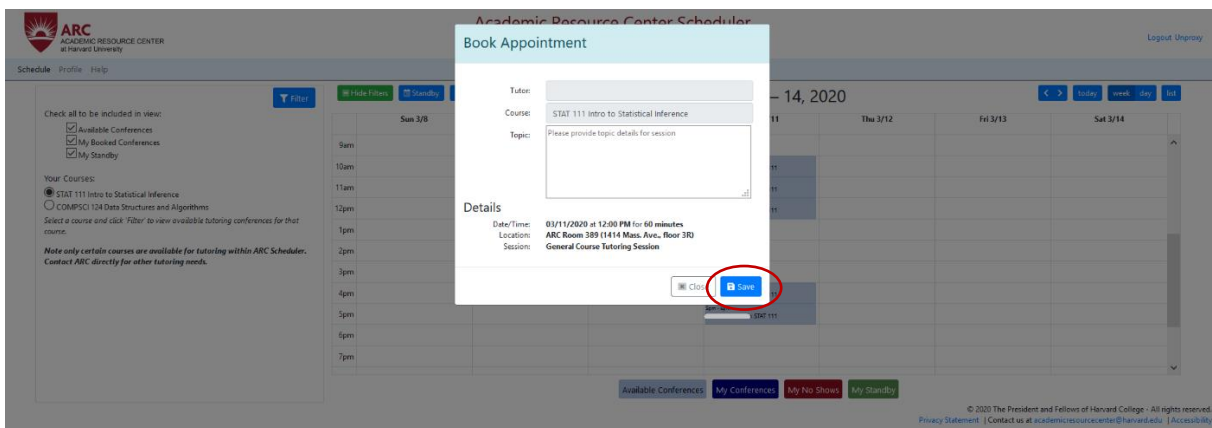 ARC
ACADEMIC RESOURCE CENTER
at Harvard University
Academic Resource Center Scheduler
Logout Unproxy
Schedule Profile Help
Filter
Check all to be included in view:
Available Conferences
My Booked Conferences
My Standby
Your Courses:
STAT 111 Intro to Statistical Inference
COMPSCI 124 Data Structures and Algorithms
Select a course and click 'Filter' to view available tutoring conferences for that
course.
Note only certain courses are available for tutoring within ARC Scheduler.
Contact ARC directly for other tutoring needs.
Hide Filters Standby
– 14, 2020
today week day list
Sun 3/8 11 Thu 3/12 Fri 3/13 Sat 3/14
9am
10am
11am
12pm
1pm
2pm
3pm
4pm
5pm
6pm
7pm
11
11
11
11
STAT 111
Book Appointment
Tutor:
Course: STAT 111 Intro to Statistical Inference
Topic: Please provide topic details for session
Details
Date/Time: 03/11/2020 at 12:00 PM for 60 minutes
Location: ARC Room 389 (1414 Mass. Ave., floor 3R)
Session: General Course Tutoring Session
Close Save
Available Conferences My Conferences My No Shows My Standby
© 2020 The President and Fellows of Harvard College - All rights reserved.
Privacy Statement | Contact us at academicresourcecenter@harvard.edu | Accessibility